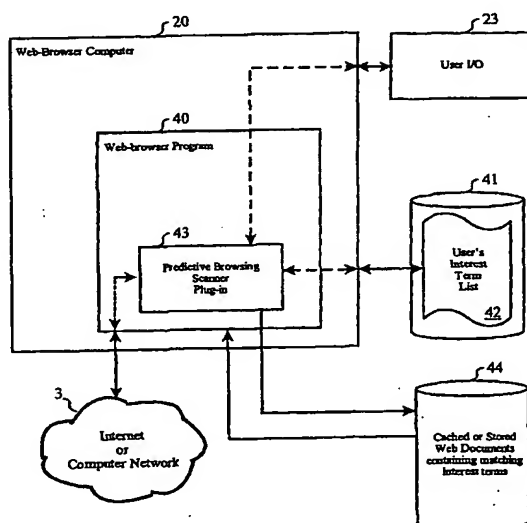 20
23
Web-Browser Computer
User I/O
40
Web-browser Program
41
43
User's
Interest
Term
List
42
Predictive Browsing
Scanner
Plug-in
44
3
Internet
or
Computer Network
Cached or Stored
Web Documents
containing matching
Interest terms